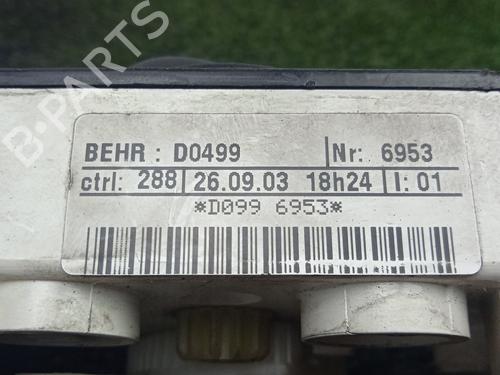 BEHR : D0499 Nr: 6953
ctrl: 288 26.09.03 18h24 I: 01
*D099 6953*
B-PARTS